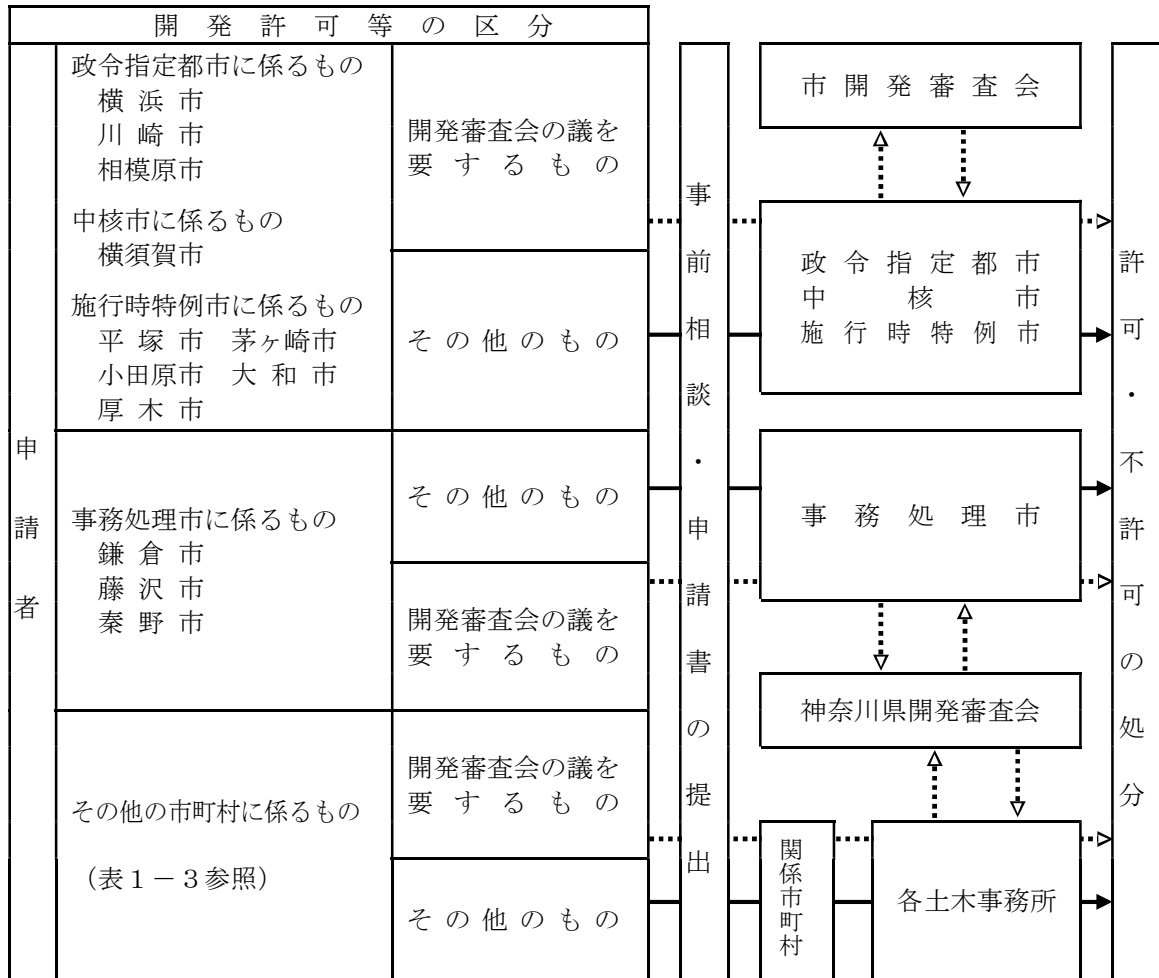 開発許可等の区分
申請者
政令指定都市に係るもの
横浜市
川崎市
相模原市
中核市に係るもの
横須賀市
施行時特例市に係るもの
平塚市 茅ヶ崎市
小田原市 大和市
厚木市
開発審査会の議を
要するもの
その他のもの
事務処理市に係るもの
鎌倉市
藤沢市
秦野市
その他のもの
開発審査会の議を
要するもの
その他の市町村に係るもの
(表1-3参照)
開発審査会の議を
要するもの
その他のもの
事前相談・申請書の提出
市開発審査会
政令指定都市
中核市
施行時特例市
事務処理市
神奈川県開発審査会
関係市町村
各土木事務所
許可・不許可の処分